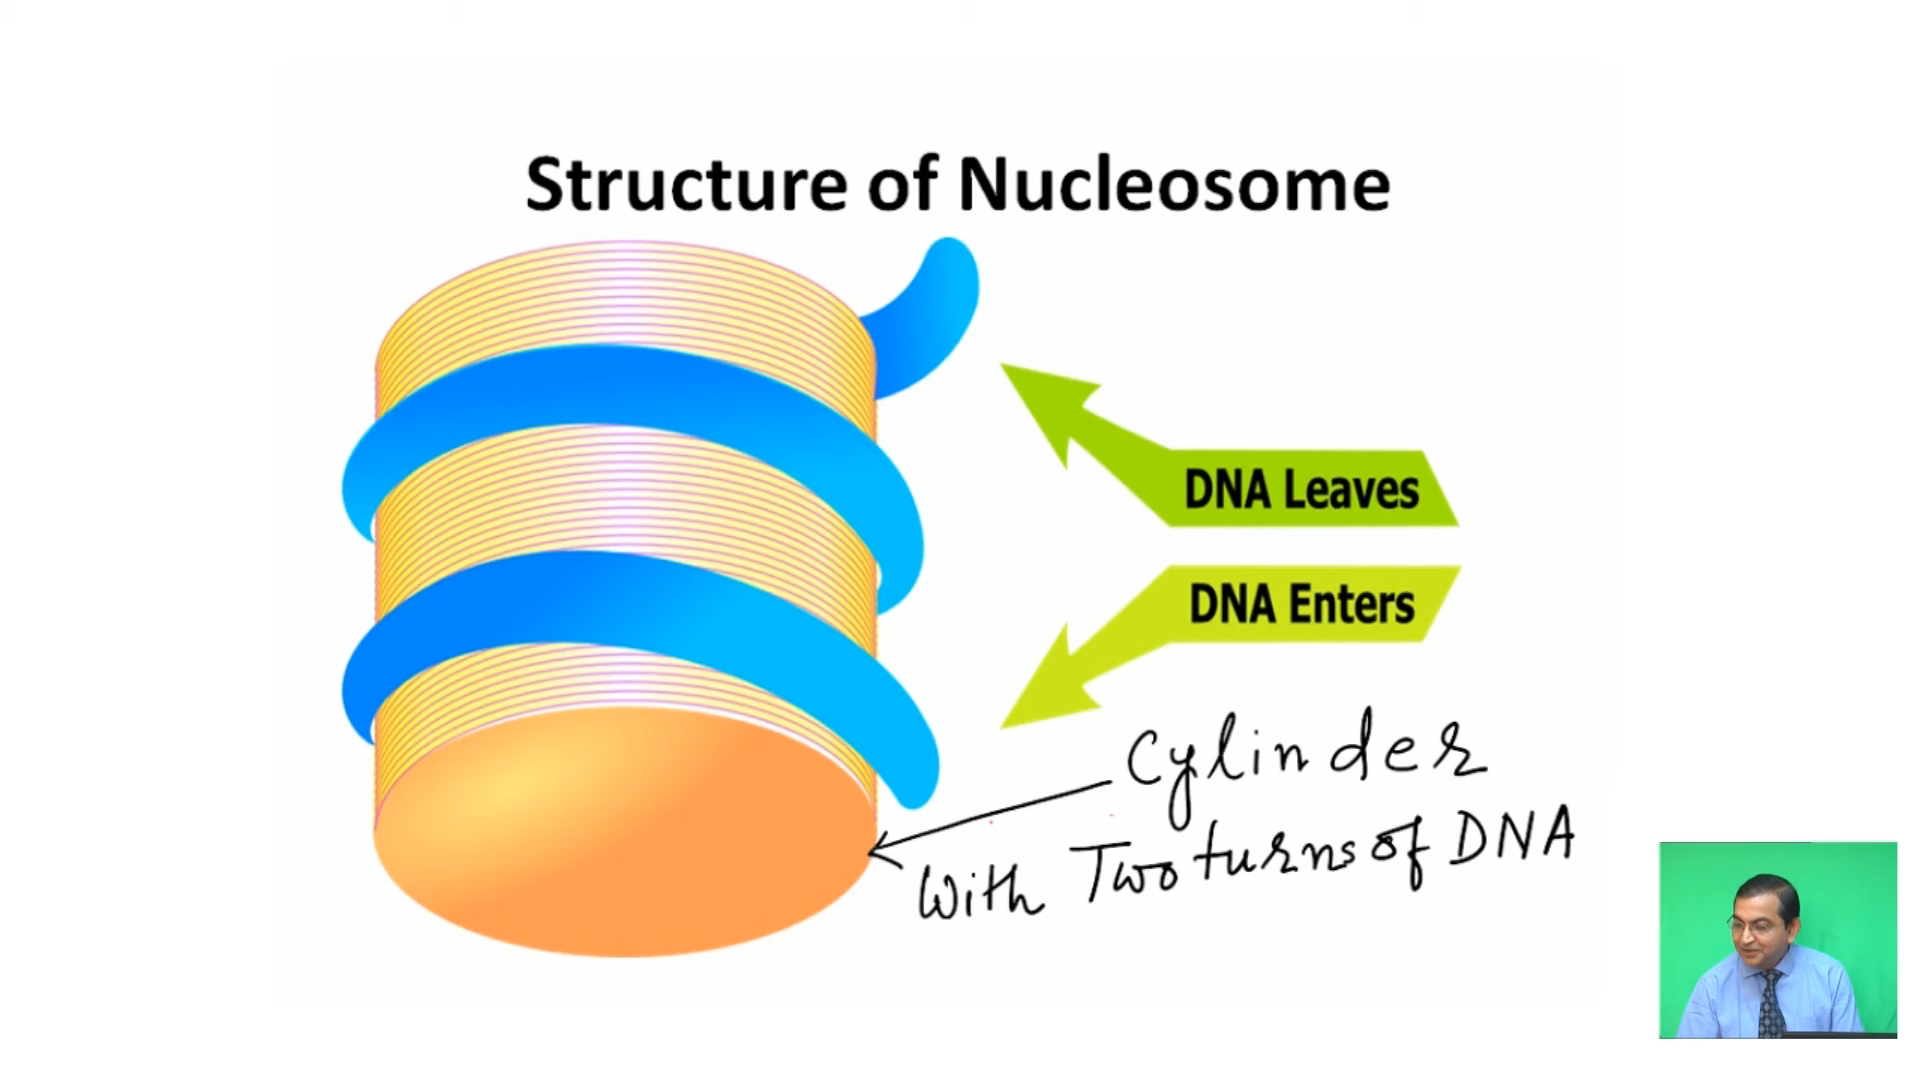 Structure of Nucleosome
DNA Leaves
DNA Enters
Cylinder
With Two turns of DNA